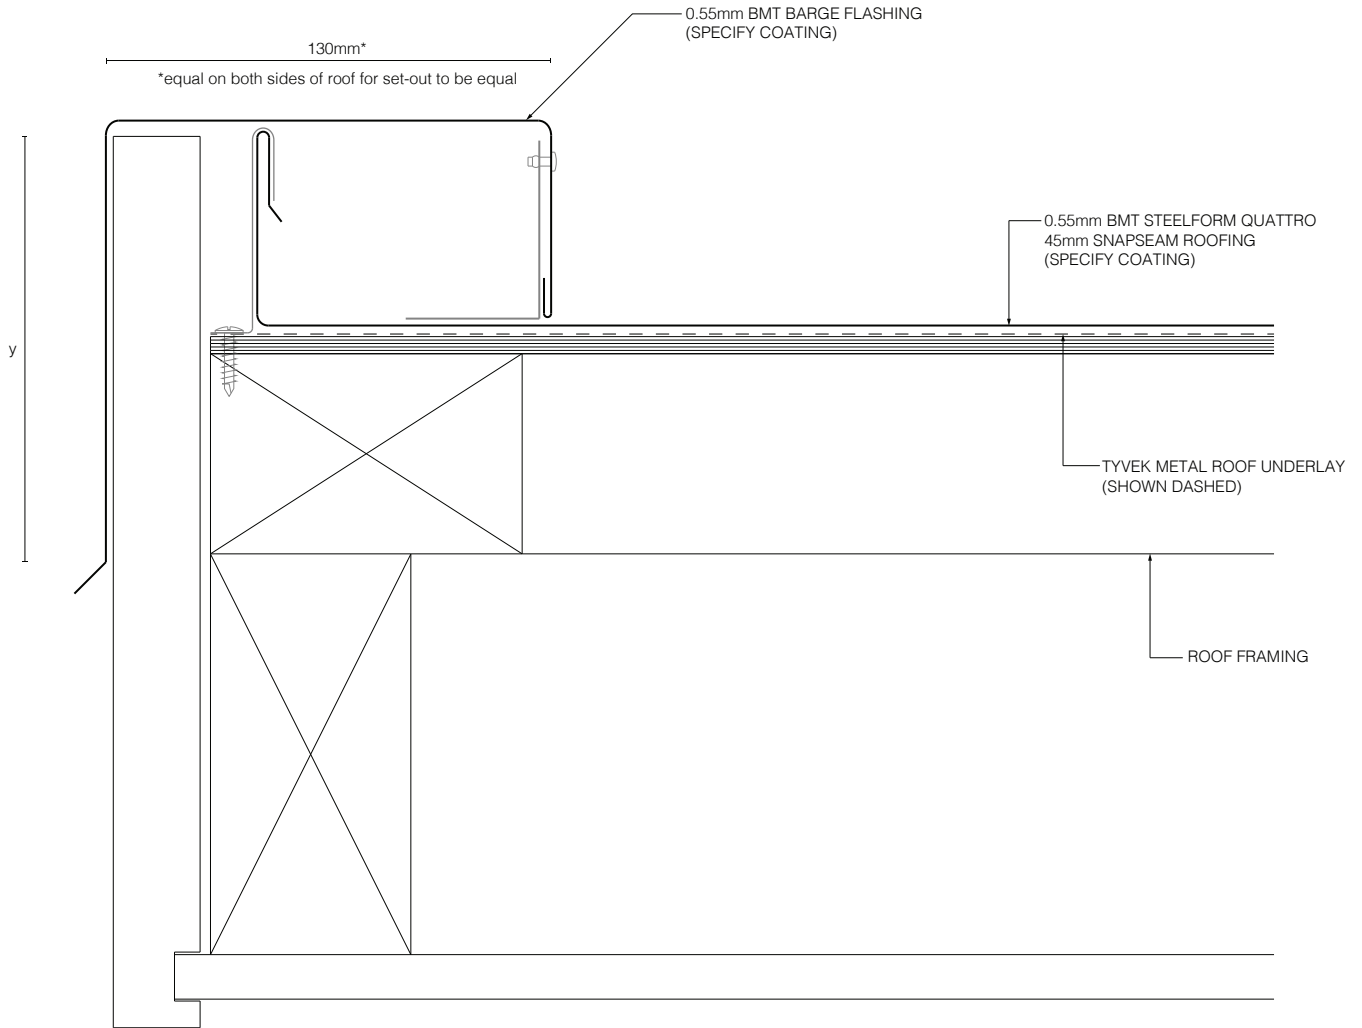 0.55mm BMT BARGE FLASHING
(SPECIFY COATING)
130mm*
*equal on both sides of roof for set-out to be equal
0.55mm BMT STEELFORM QUATTRO
45mm SNAPSEAM ROOFING
(SPECIFY COATING)
y
TYVEK METAL ROOF UNDERLAY
(SHOWN DASHED)
ROOF FRAMING